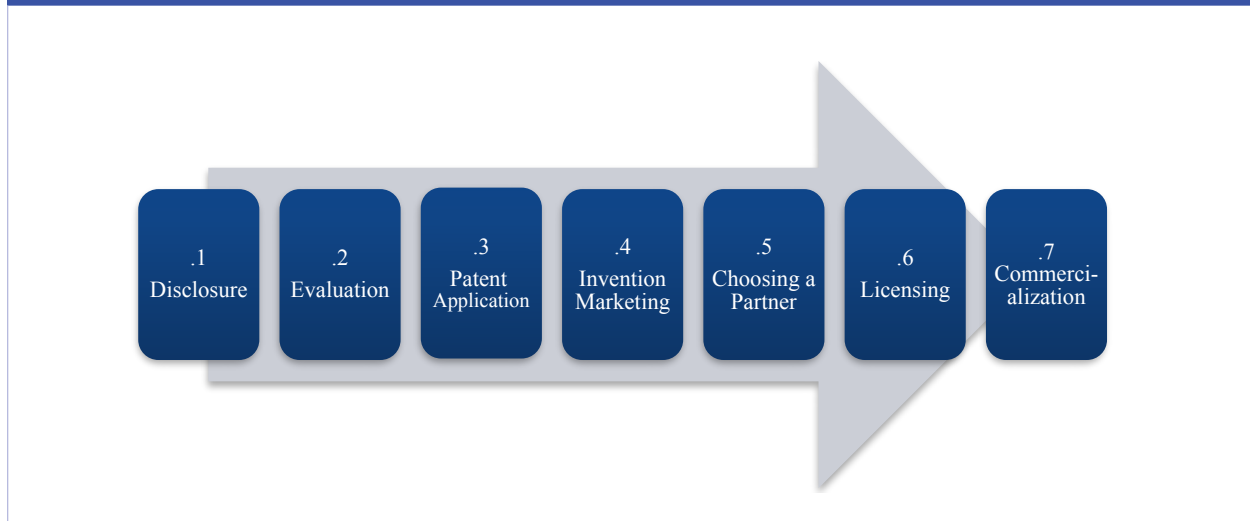 .1
Disclosure
.2
Evaluation
.3
Patent
Application
.4
Invention
Marketing
.5
Choosing a
Partner
.6
Licensing
.7
Commerci-
alization